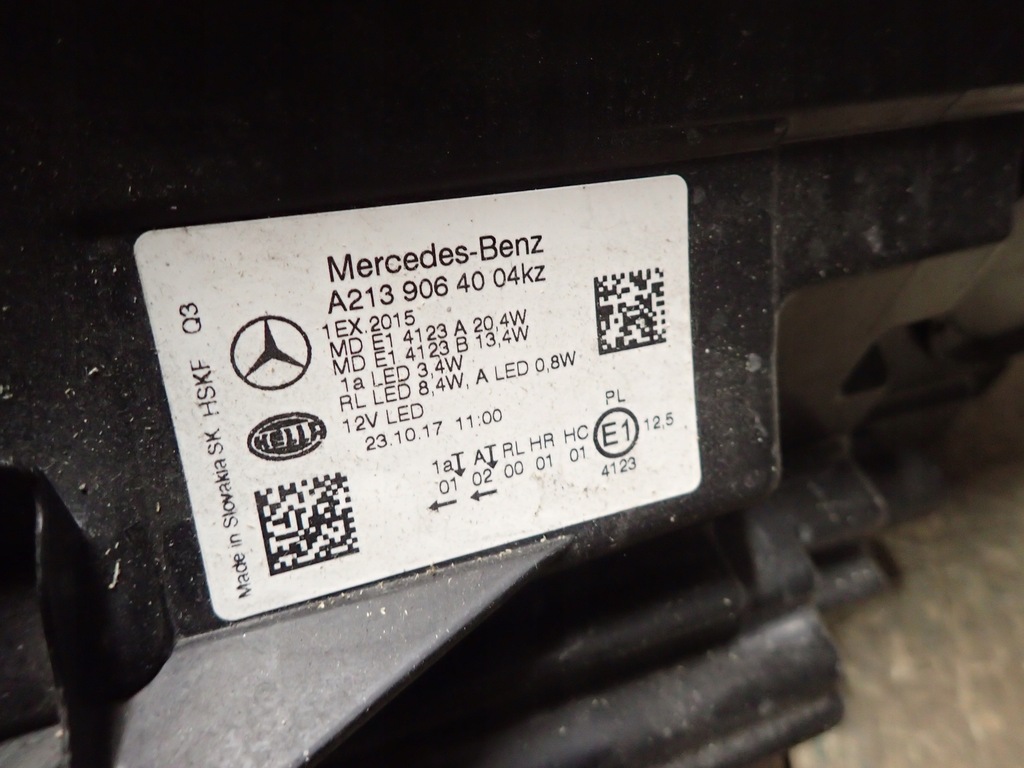 Mercedes-Benz
A213 906 40 04kz
1EX.2015
MD E1 4123 A 20,4W
MD E1 4123 B 13,4W
1a LED 3,4W
RL LED 8,4W, A LED 0,8W
12V LED
23.10.17 11:00
HELLA
PL
1a A RL HR HC E1 12,5
01 02 00 01 01
4123
Made in Slovakia SK HSKF Q3